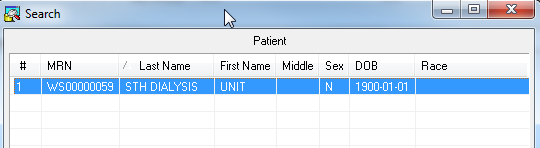 Search
Patient
# MRN / Last Name First Name Middle Sex DOB Race
1 WS00000059 STH DIALYSIS UNIT N 1900-01-01